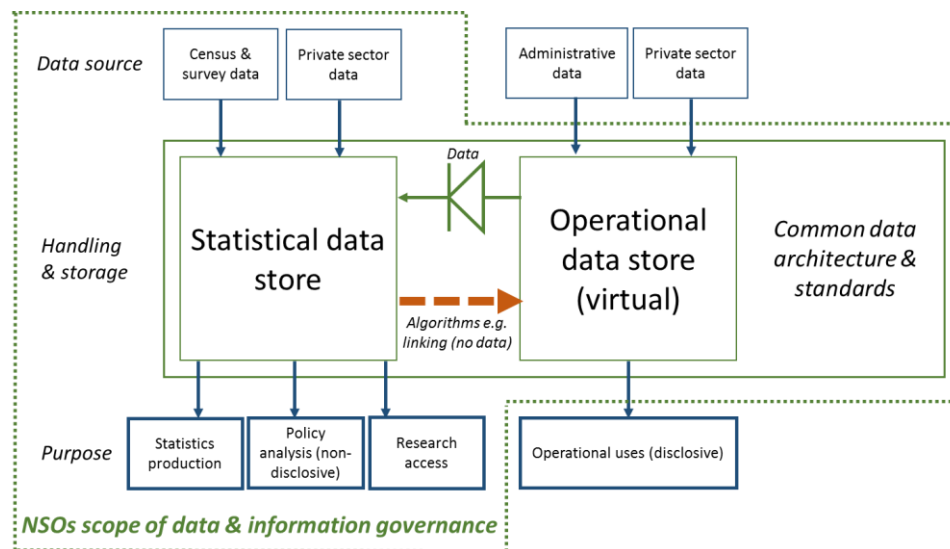 Data source
Census &
survey data
Private sector
data
Administrative
data
Private sector
data
Handling
& storage
Statistical data
store
Data
Algorithms e.g.
linking (no data)
Operational
data store
(virtual)
Common data
architecture &
standards
Purpose
Statistics
production
Policy
analysis (non-
disclosive)
Research
access
Operational uses (disclosive)
NSOs scope of data & information governance